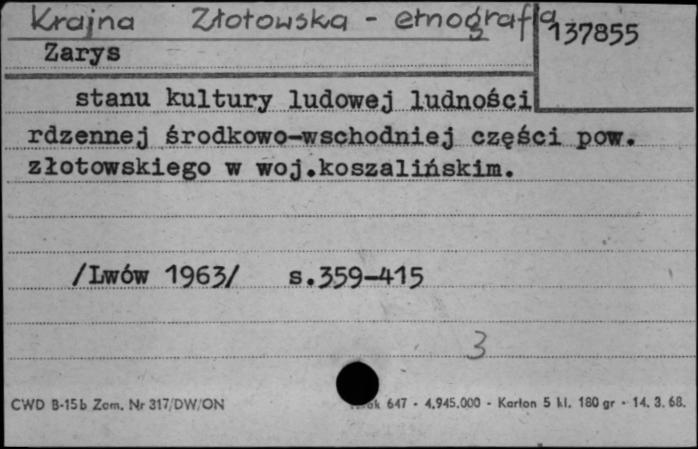 Krajna Złotowska - etnografia
137855
Zarys
stanu kultury ludowej ludności
rdzennej środkowo-wschodniej części pow.
złotowskiego w woj.koszalińskim.
/Lwów 1963/ s.359-415
3
CWD B-15b Zam. Nr 317/DW/ON 647 - 4.945.000 - Karton 5 kl. 180 gr - 14. 3. 68.